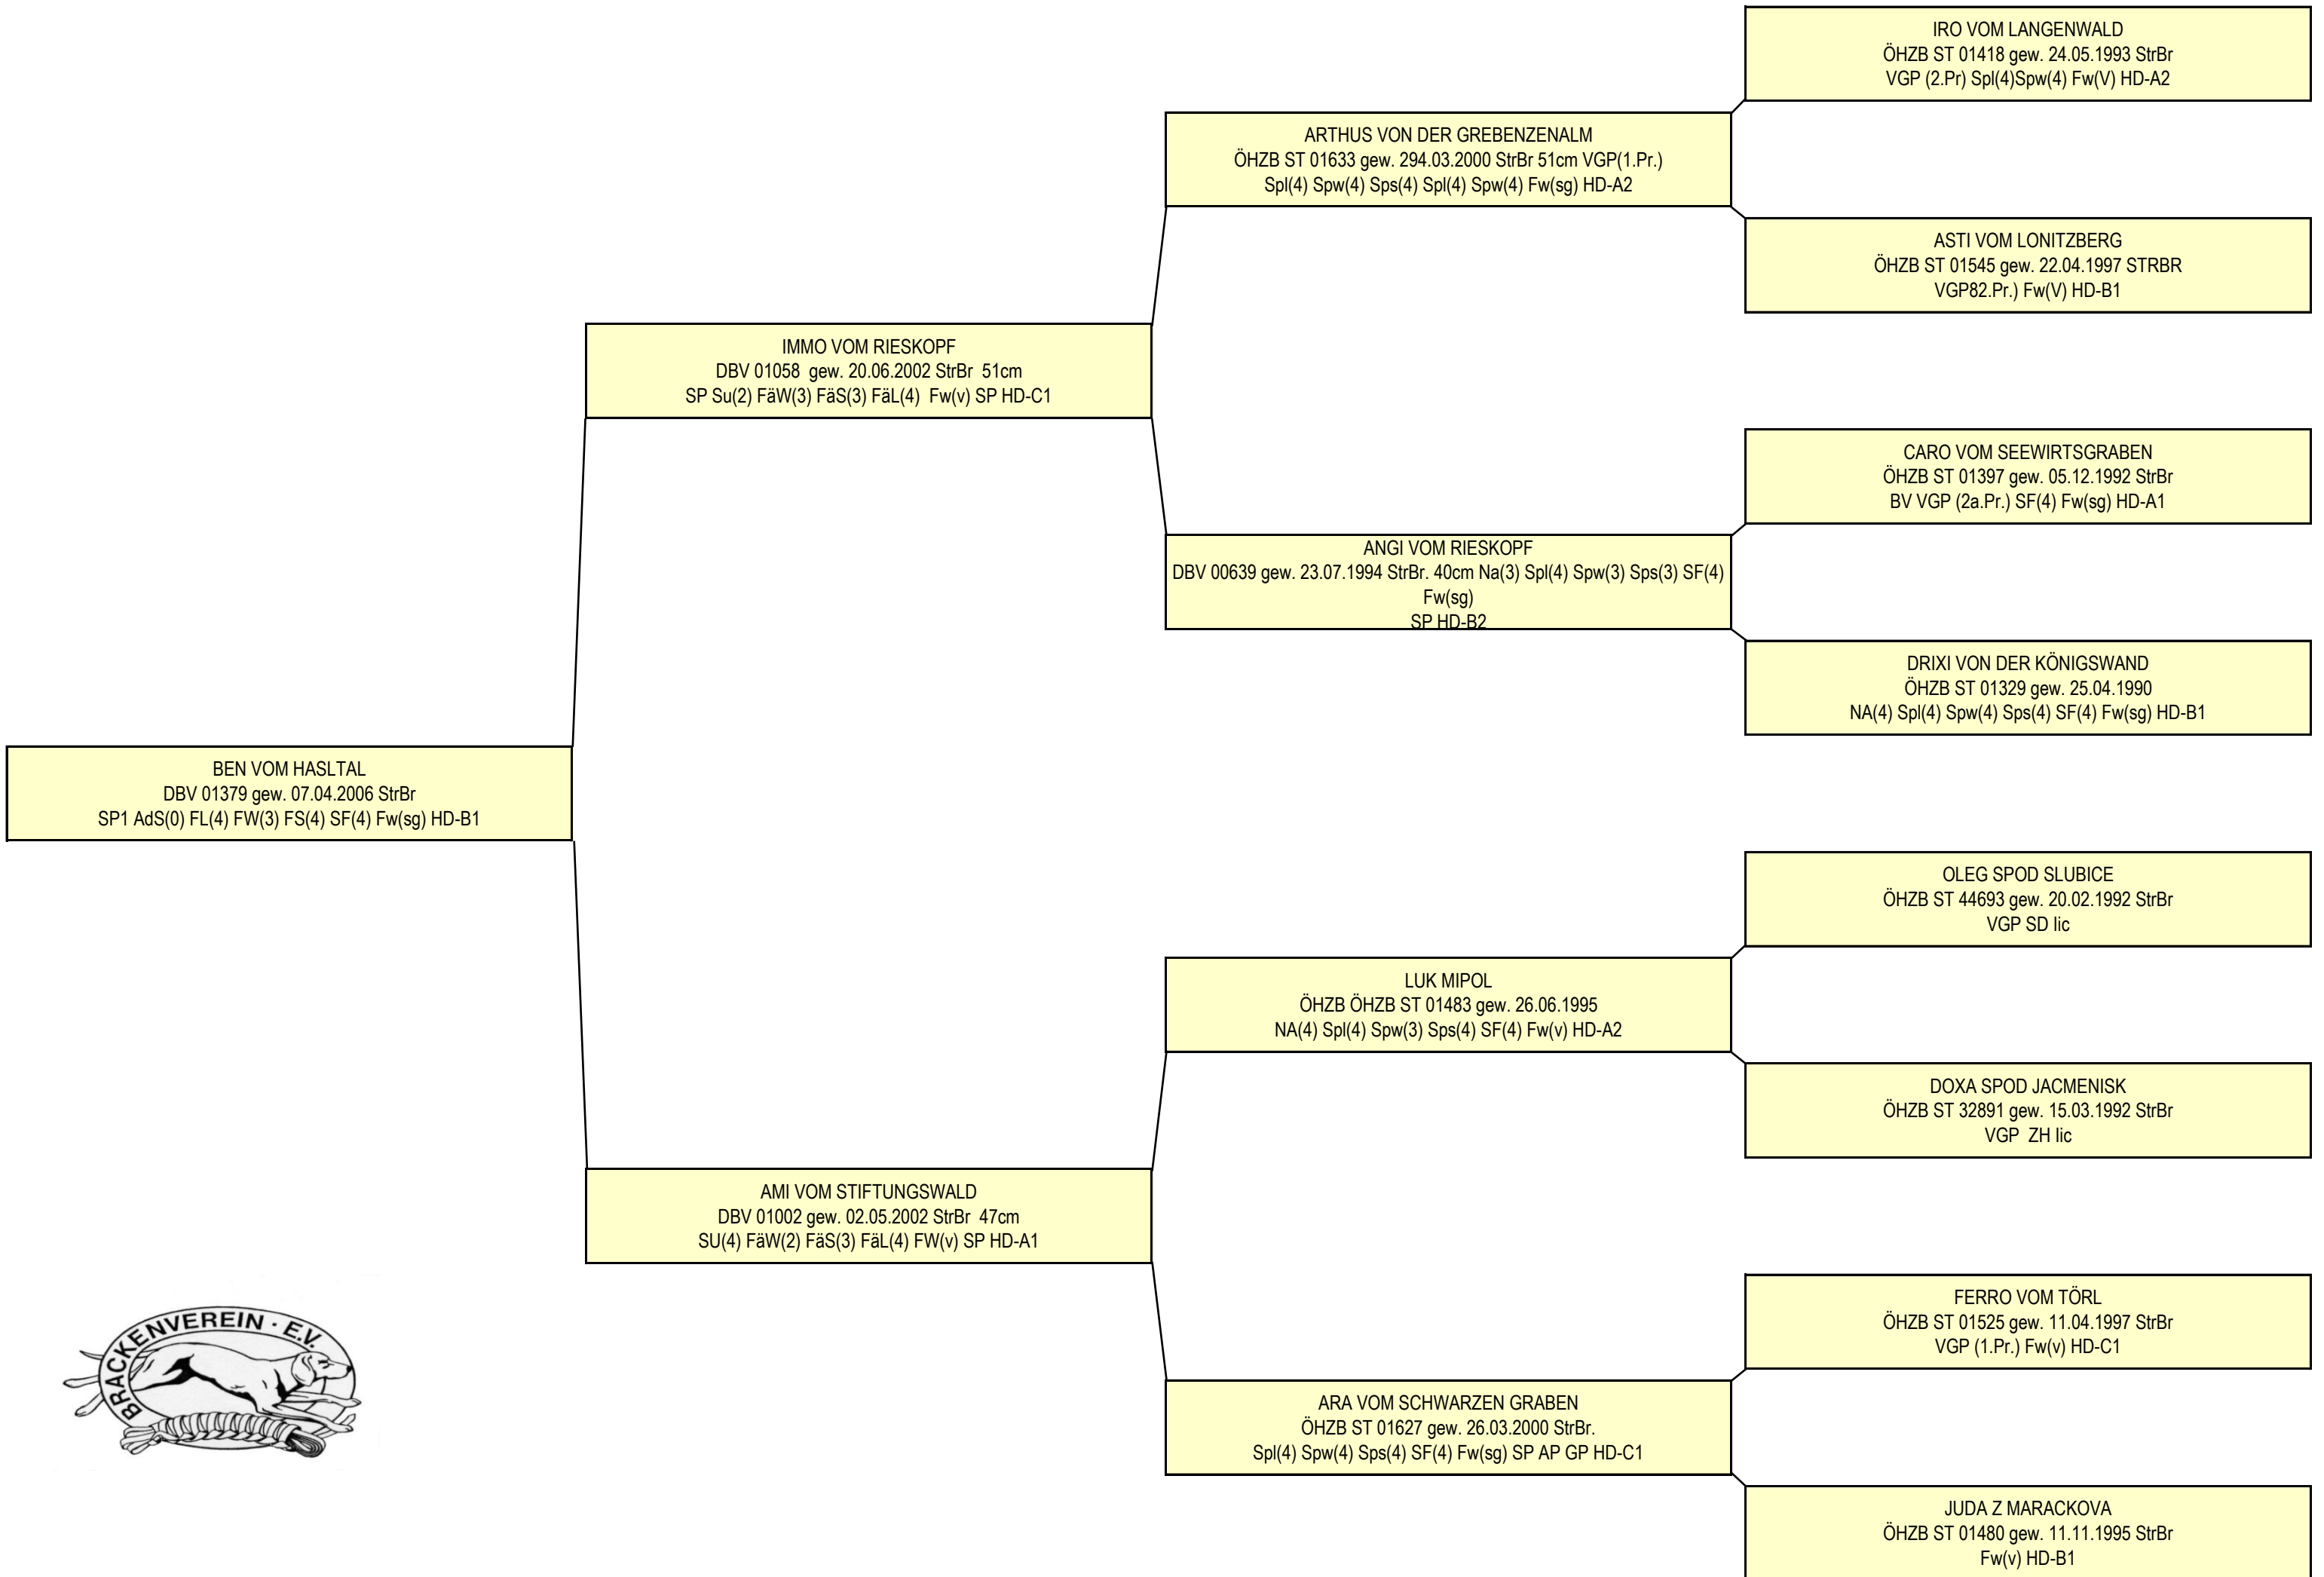 IRO VOM LANGENWALD
ÖHZB ST 01418 gew. 24.05.1993 StrBr
VGP (2.Pr) Spl(4)Spw(4) Fw(V) HD-A2
ARTHUS VON DER GREBENZENALM
ÖHZB ST 01633 gew. 294.03.2000 StrBr 51cm VGP(1.Pr.)
Spl(4) Spw(4) Sps(4) Spl(4) Spw(4) Fw(sg) HD-A2
ASTI VOM LONITZBERG
ÖHZB ST 01545 gew. 22.04.1997 STRBR
VGP82.Pr.) Fw(V) HD-B1
IMMO VOM RIESKOPF
DBV 01058  gew. 20.06.2002 StrBr  51cm
SP Su(2) FäW(3) FäS(3) FäL(4)  Fw(v) SP HD-C1
CARO VOM SEEWIRTSGRABEN
ÖHZB ST 01397 gew. 05.12.1992 StrBr
BV VGP (2a.Pr.) SF(4) Fw(sg) HD-A1
ANGI VOM RIESKOPF
DBV 00639 gew. 23.07.1994 StrBr. 40cm Na(3) Spl(4) Spw(3) Sps(3) SF(4)
Fw(sg)
SP HD-B2
DRIXI VON DER KÖNIGSWAND
ÖHZB ST 01329 gew. 25.04.1990
NA(4) Spl(4) Spw(4) Sps(4) SF(4) Fw(sg) HD-B1
BEN VOM HASLTAL
DBV 01379 gew. 07.04.2006 StrBr
SP1 AdS(0) FL(4) FW(3) FS(4) SF(4) Fw(sg) HD-B1
OLEG SPOD SLUBICE
ÖHZB ST 44693 gew. 20.02.1992 StrBr
VGP SD lic
LUK MIPOL
ÖHZB ÖHZB ST 01483 gew. 26.06.1995
NA(4) Spl(4) Spw(3) Sps(4) SF(4) Fw(v) HD-A2
DOXA SPOD JACMENISK
ÖHZB ST 32891 gew. 15.03.1992 StrBr
VGP  ZH lic
AMI VOM STIFTUNGSWALD
DBV 01002 gew. 02.05.2002 StrBr  47cm
SU(4) FäW(2) FäS(3) FäL(4) FW(v) SP HD-A1
FERRO VOM TÖRL
ÖHZB ST 01525 gew. 11.04.1997 StrBr
VGP (1.Pr.) Fw(v) HD-C1
ARA VOM SCHWARZEN GRABEN
ÖHZB ST 01627 gew. 26.03.2000 StrBr.
Spl(4) Spw(4) Sps(4) SF(4) Fw(sg) SP AP GP HD-C1
JUDA Z MARACKOVA
ÖHZB ST 01480 gew. 11.11.1995 StrBr
Fw(v) HD-B1
BRACKENVEREIN · E.V.